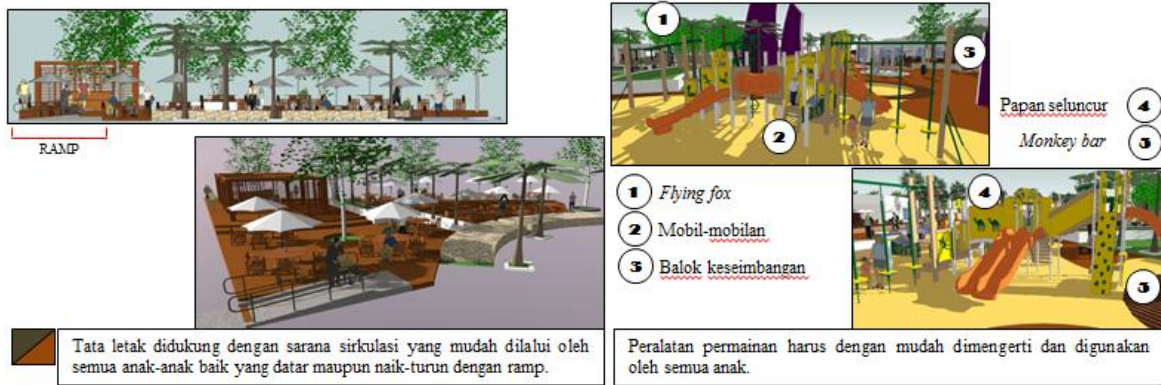 RAMP
Tata letak didukung dengan sarana sirkulasi yang mudah dilalui oleh
semua anak-anak baik yang datar maupun naik-turun dengan ramp.
1
3
2
Papan seluncur 4
Monkey bar 5
1 Flying fox
2 Mobil-mobilan
3 Balok keseimbangan
4
5
Peralatan permainan harus dengan mudah dimengerti dan digunakan
oleh semua anak.